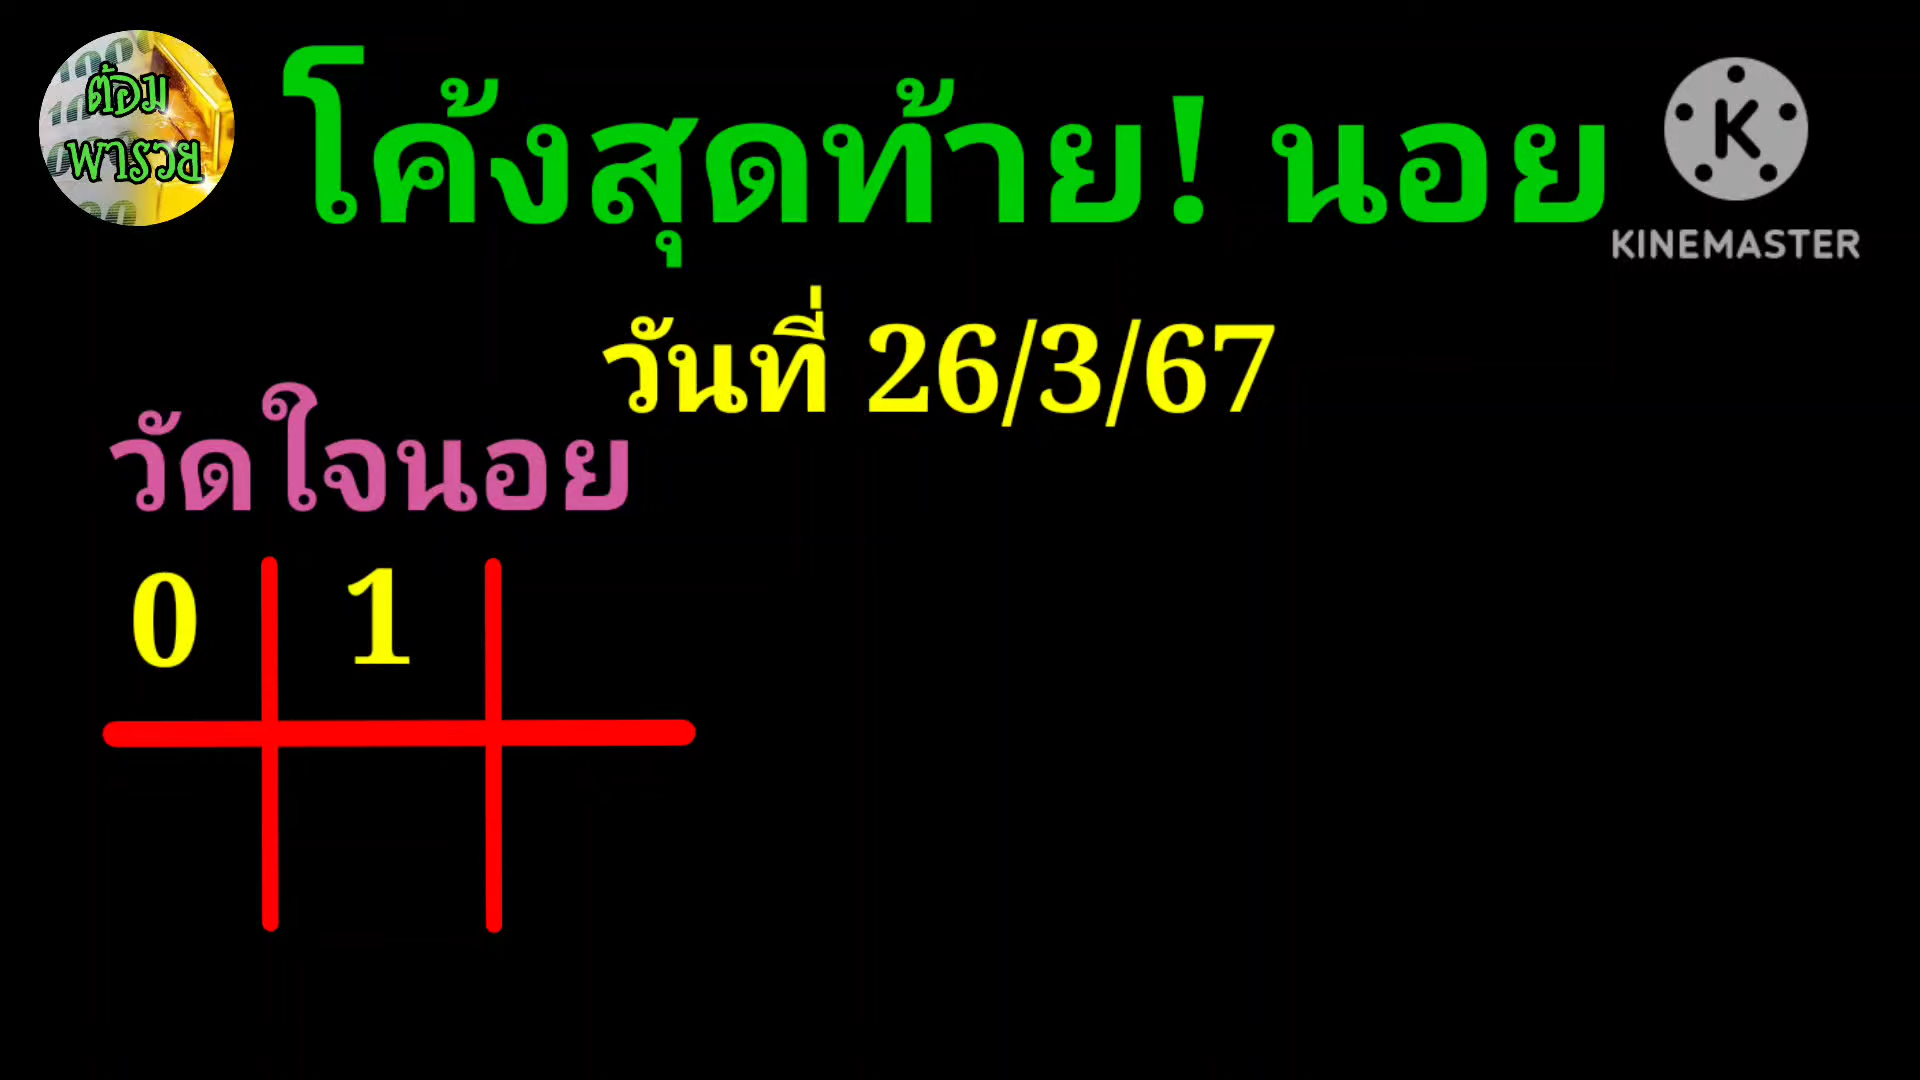 ต้อม
พารวย
โค้งสุดท้าย! นอย
KINEMASTER
วันที่ 26/3/67
วัดใจนอย
0 1